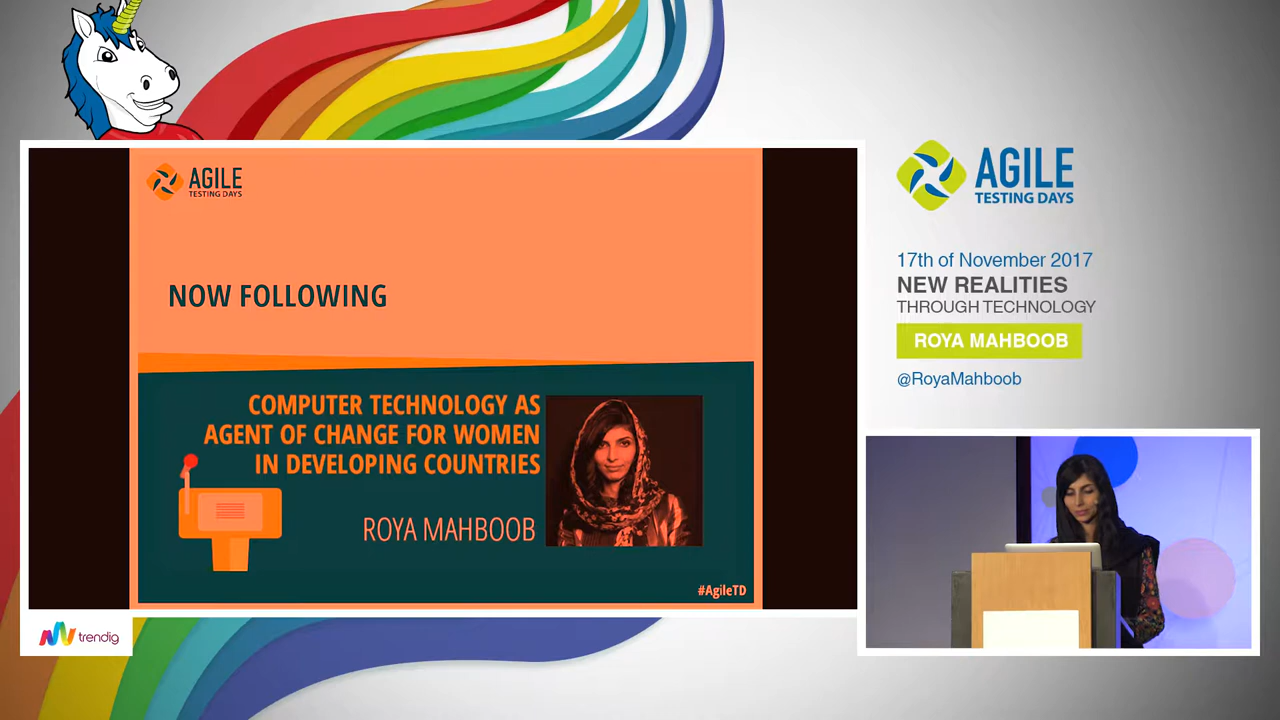 AGILE
TESTING DAYS
NOW FOLLOWING
COMPUTER TECHNOLOGY AS
AGENT OF CHANGE FOR WOMEN
IN DEVELOPING COUNTRIES
ROYA MAHBOOB
#AgileTD
trendig
AGILE
TESTING DAYS
17th of November 2017
NEW REALITIES
THROUGH TECHNOLOGY
ROYA MAHBOOB
@RoyaMahboob